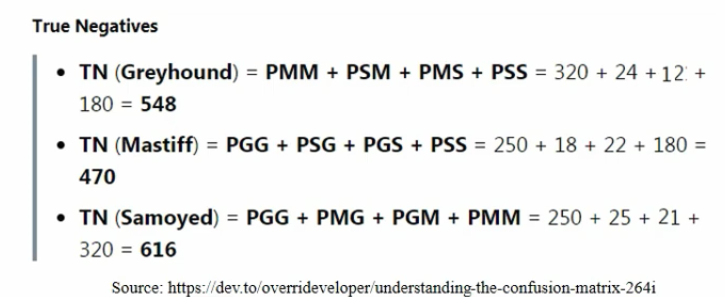 True Negatives
• TN (Greyhound) = PMM + PSM + PMS + PSS = 320 + 24 + 12 +
180 = 548
• TN (Mastiff) = PGG + PSG + PGS + PSS = 250 + 18 + 22 + 180 =
470
• TN (Samoyed) = PGG + PMG + PGM + PMM = 250 + 25 + 21 +
320 = 616
Source: https://dev.to/overrideveloper/understanding-the-confusion-matrix-264i